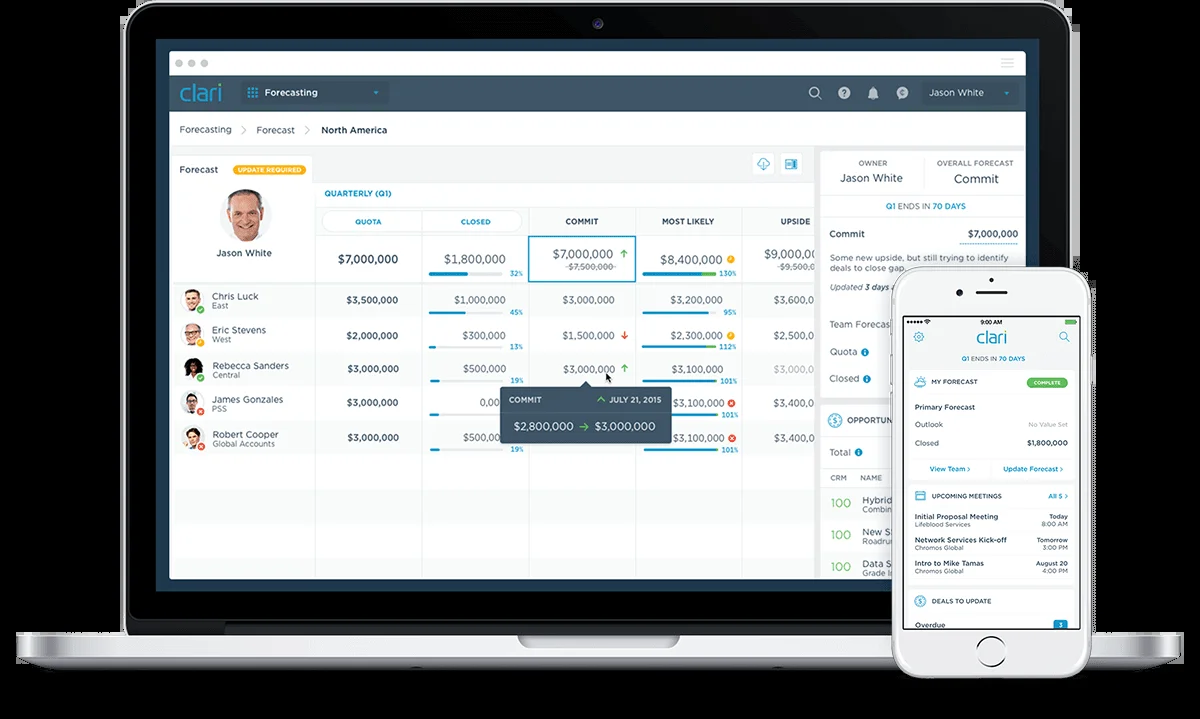 clari
Forecasting
Jason White
Forecasting
Forecast
North America
Forecast
UPDATE REQUIRED
Jason White
QUARTERLY (Q1)
QUOTA CLOSED COMMIT MOST LIKELY UPSIDE
$7,000,000 $1,800,000 32% $7,000,000 $7,500,000 $8,400,000 130% $9,000,0 $9,500,
Chris Luck
East
$3,500,000 $1,000,000 45% $3,000,000 $3,200,000 95% $3,600,0
Eric Stevens
West
$2,000,000 $300,000 13% $1,500,000 $2,300,000 112% $2,500,0
Rebecca Sanders
Central
$3,000,000 $500,000 19% $3,000,000 $3,100,000 101% $3,000,0
James Gonzales
PSS
$3,000,000 0,00 $3,100,000 101% $3,400,0
Robert Cooper
Global Accounts
$3,000,000 $500,00 19% $3,100,000 101% $3,400,0
COMMIT JULY 21, 2015
$2,800,000 $3,000,000
OWNER
Jason White
OVERALL FORECAST
Commit
Q1 ENDS IN 70 DAYS
Commit $7,000,000
Some new upside, but still trying to identify
deals to close gap.
Updated 3 days
Team Forecas
Quota
Closed
OPPORTUN
Total
CRM NAME
100 Hybrid
Combin
100 New S
Roadru
100 Data S
Grade I
9:00 AM
clari
Q1 ENDS IN 70 DAYS
MY FORECAST COMPLETE
Primary Forecast
Outlook No Value Set
Closed $1,800,000
View Team Update Forecast
UPCOMING MEETINGS All 5
Initial Proposal Meeting Today
Lifeblood Services 8:00 AM
Network Services Kick-off Tomorrow
Chromos Global 3:00 PM
Intro to Mike Tamas August 20
Chromos Global 4:00 PM
DEALS TO UPDATE
Overdue 3